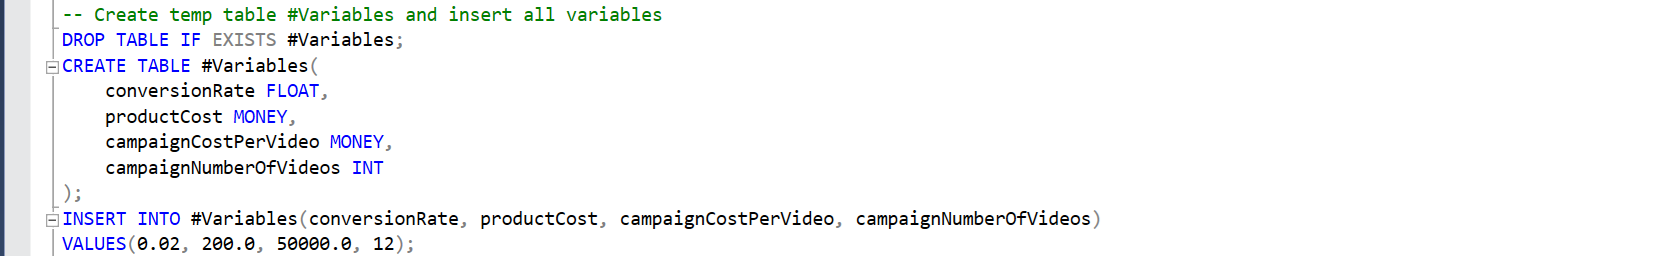 -- Create temp table #Variables and insert all variables
DROP TABLE IF EXISTS #Variables;
CREATE TABLE #Variables(
    conversionRate FLOAT,
    productCost MONEY,
    campaignCostPerVideo MONEY,
    campaignNumberOfVideos INT
);
INSERT INTO #Variables(conversionRate, productCost, campaignCostPerVideo, campaignNumberOfVideos)
VALUES(0.02, 200.0, 50000.0, 12);